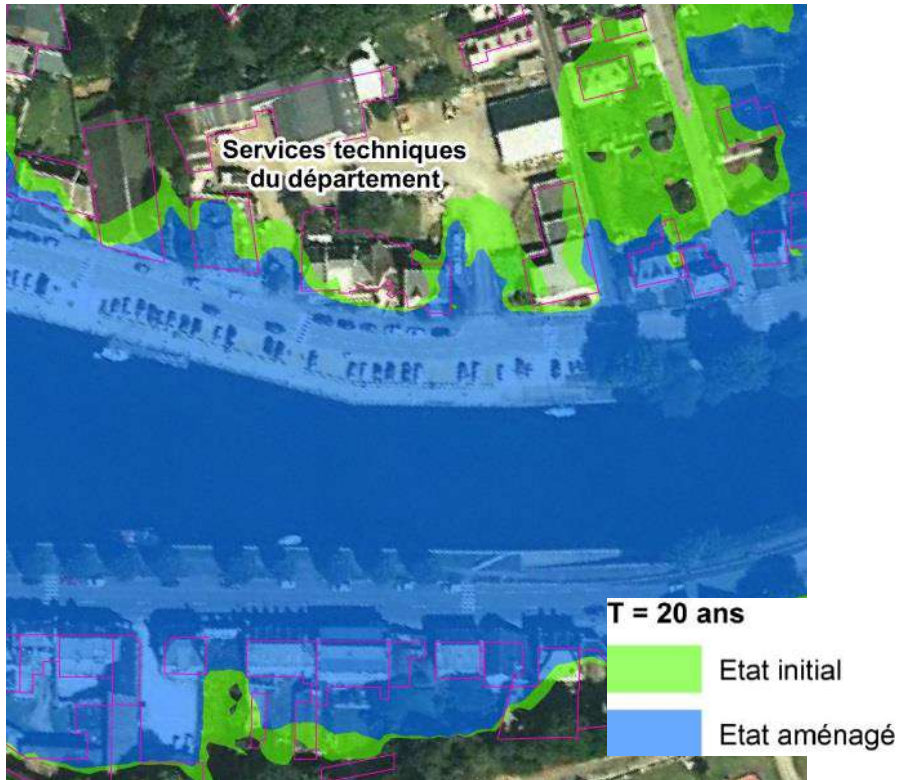 Services techniques
du département
T = 20 ans
Etat initial
Etat aménagé